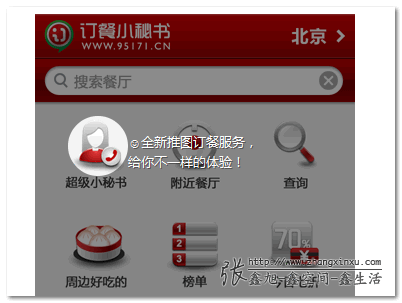 订餐小秘书
WWW.95171.CN
北京
搜索餐厅
☺全新推图订餐服务，
给你不一样的体验！
超级小秘书
附近餐厅
查询
1
2
3
70%
¥
http://www.zhangxinxu.com
张
鑫旭-鑫空间-鑫生活
周边好吃的
榜单